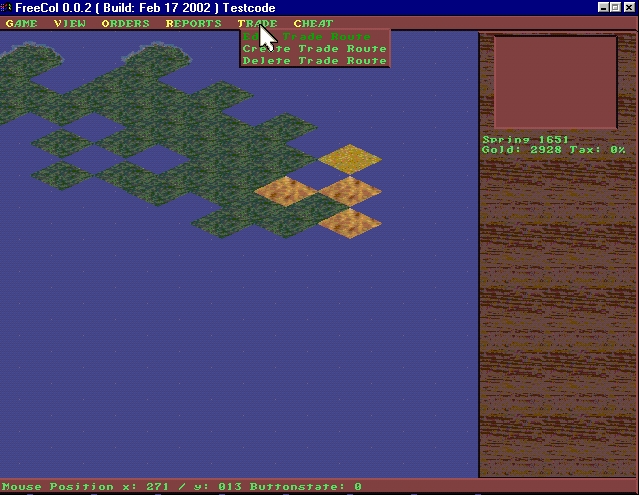 FreeCol 0.0.2 ( Build: Feb 17 2002 ) Testcode
GAME VIEW ORDERS REPORTS TRADE CHEAT
Trade Route
Create Trade Route
Delete Trade Route
Spring 1651
Gold: 2928 Tax: 0%
Mouse Position x: 271 / y: 013 Buttonstate: 0